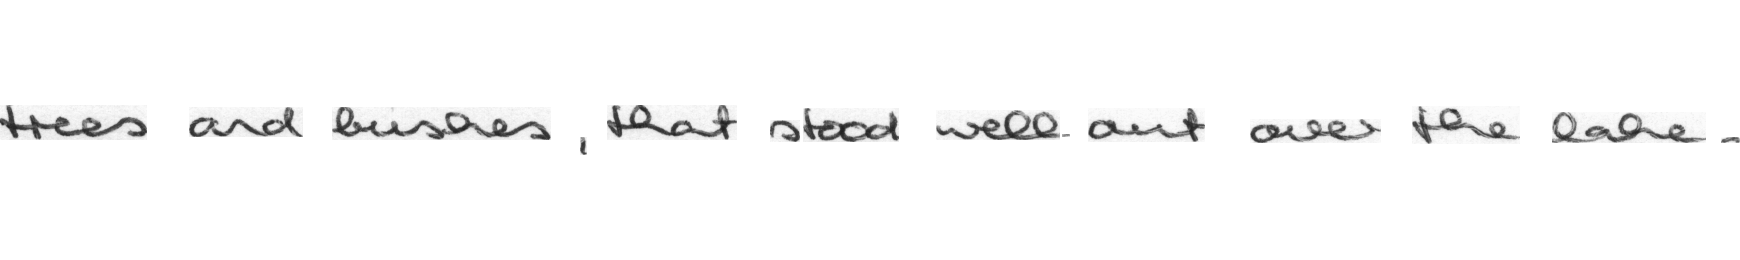 trees and bushes, that stood well out over the lake.